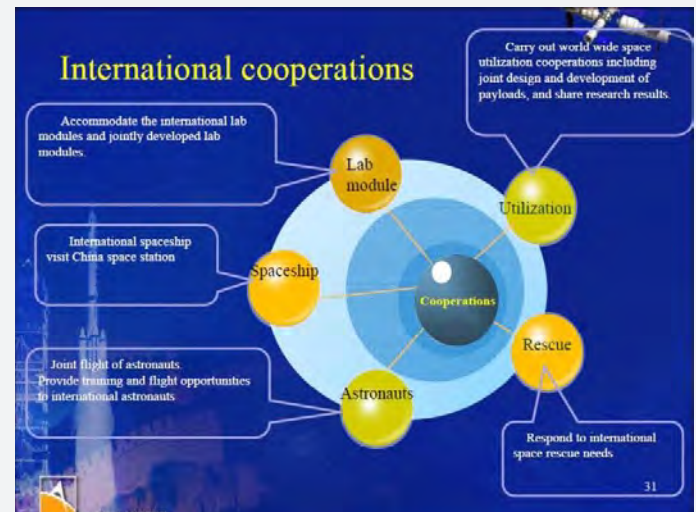 International cooperations
Carry out world wide space
utilization cooperations including
joint design and development of
payloads, and share research results.
Accommodate the international lab
modules and jointly developed lab
modules.
Lab
module
Utilization
International spaceship
visit China space station
Spaceship
Cooperations
Rescue
Joint flight of astronauts.
Provide training and flight opportunities
to international astronauts
Astronauts
Respond to international
space rescue needs
31